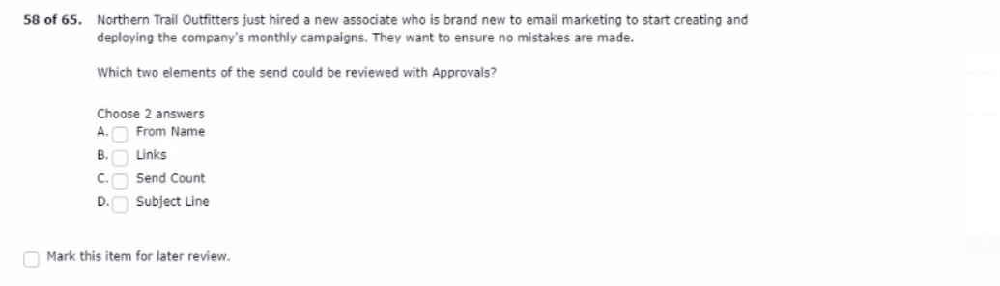 58 of 65. Northern Trail Outfitters just hired a new associate who is brand new to email marketing to start creating and
deploying the company's monthly campaigns. They want to ensure no mistakes are made.
Which two elements of the send could be reviewed with Approvals?
Choose 2 answers
A. From Name
B. Links
C. Send Count
D. Subject Line
Mark this item for later review.